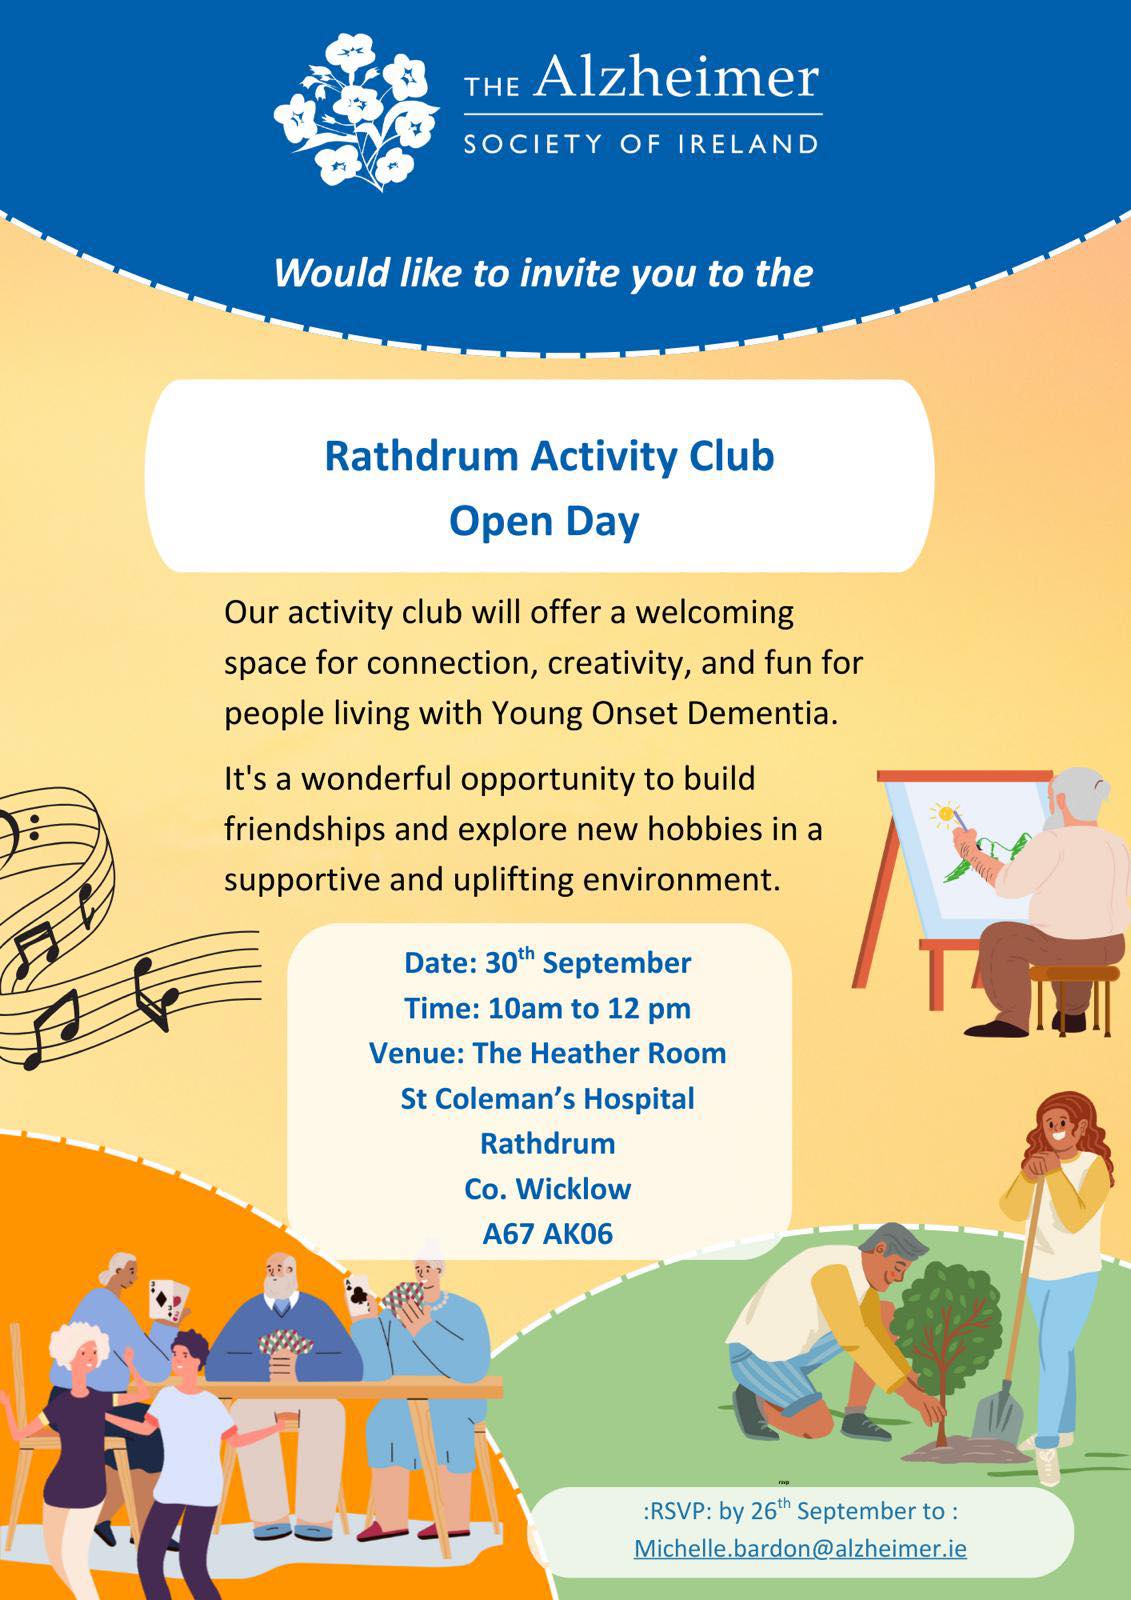 THE Alzheimer
SOCIETY OF IRELAND
Would like to invite you to the
Rathdrum Activity Club
Open Day
Our activity club will offer a welcoming
space for connection, creativity, and fun for
people living with Young Onset Dementia.
It's a wonderful opportunity to build
friendships and explore new hobbies in a
supportive and uplifting environment.
Date: 30th September
Time: 10am to 12 pm
Venue: The Heather Room
St Coleman’s Hospital
Rathdrum
Co. Wicklow
A67 AK06
rsvp
:RSVP: by 26th September to :
Michelle.bardon@alzheimer.ie